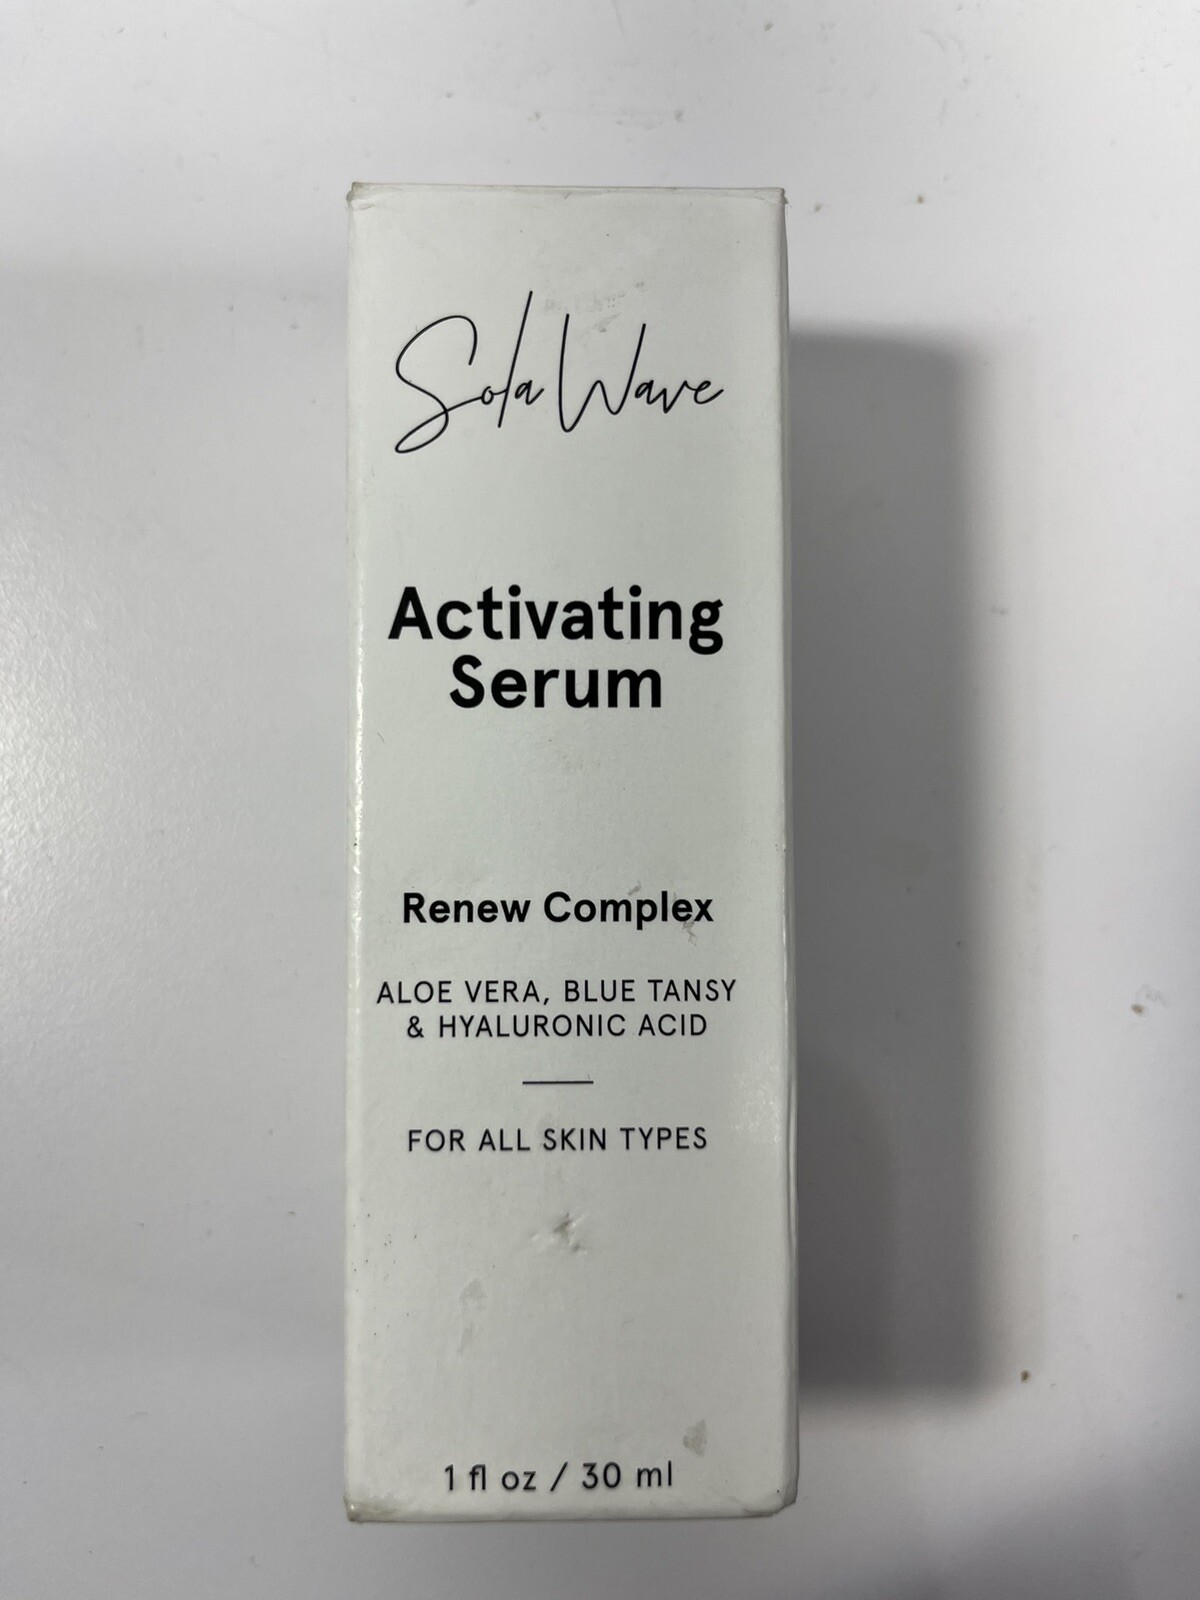 Sola Wave
Activating
Serum
Renew Complex
ALOE VERA, BLUE TANSY
& HYALURONIC ACID
FOR ALL SKIN TYPES
1 fl oz / 30 ml